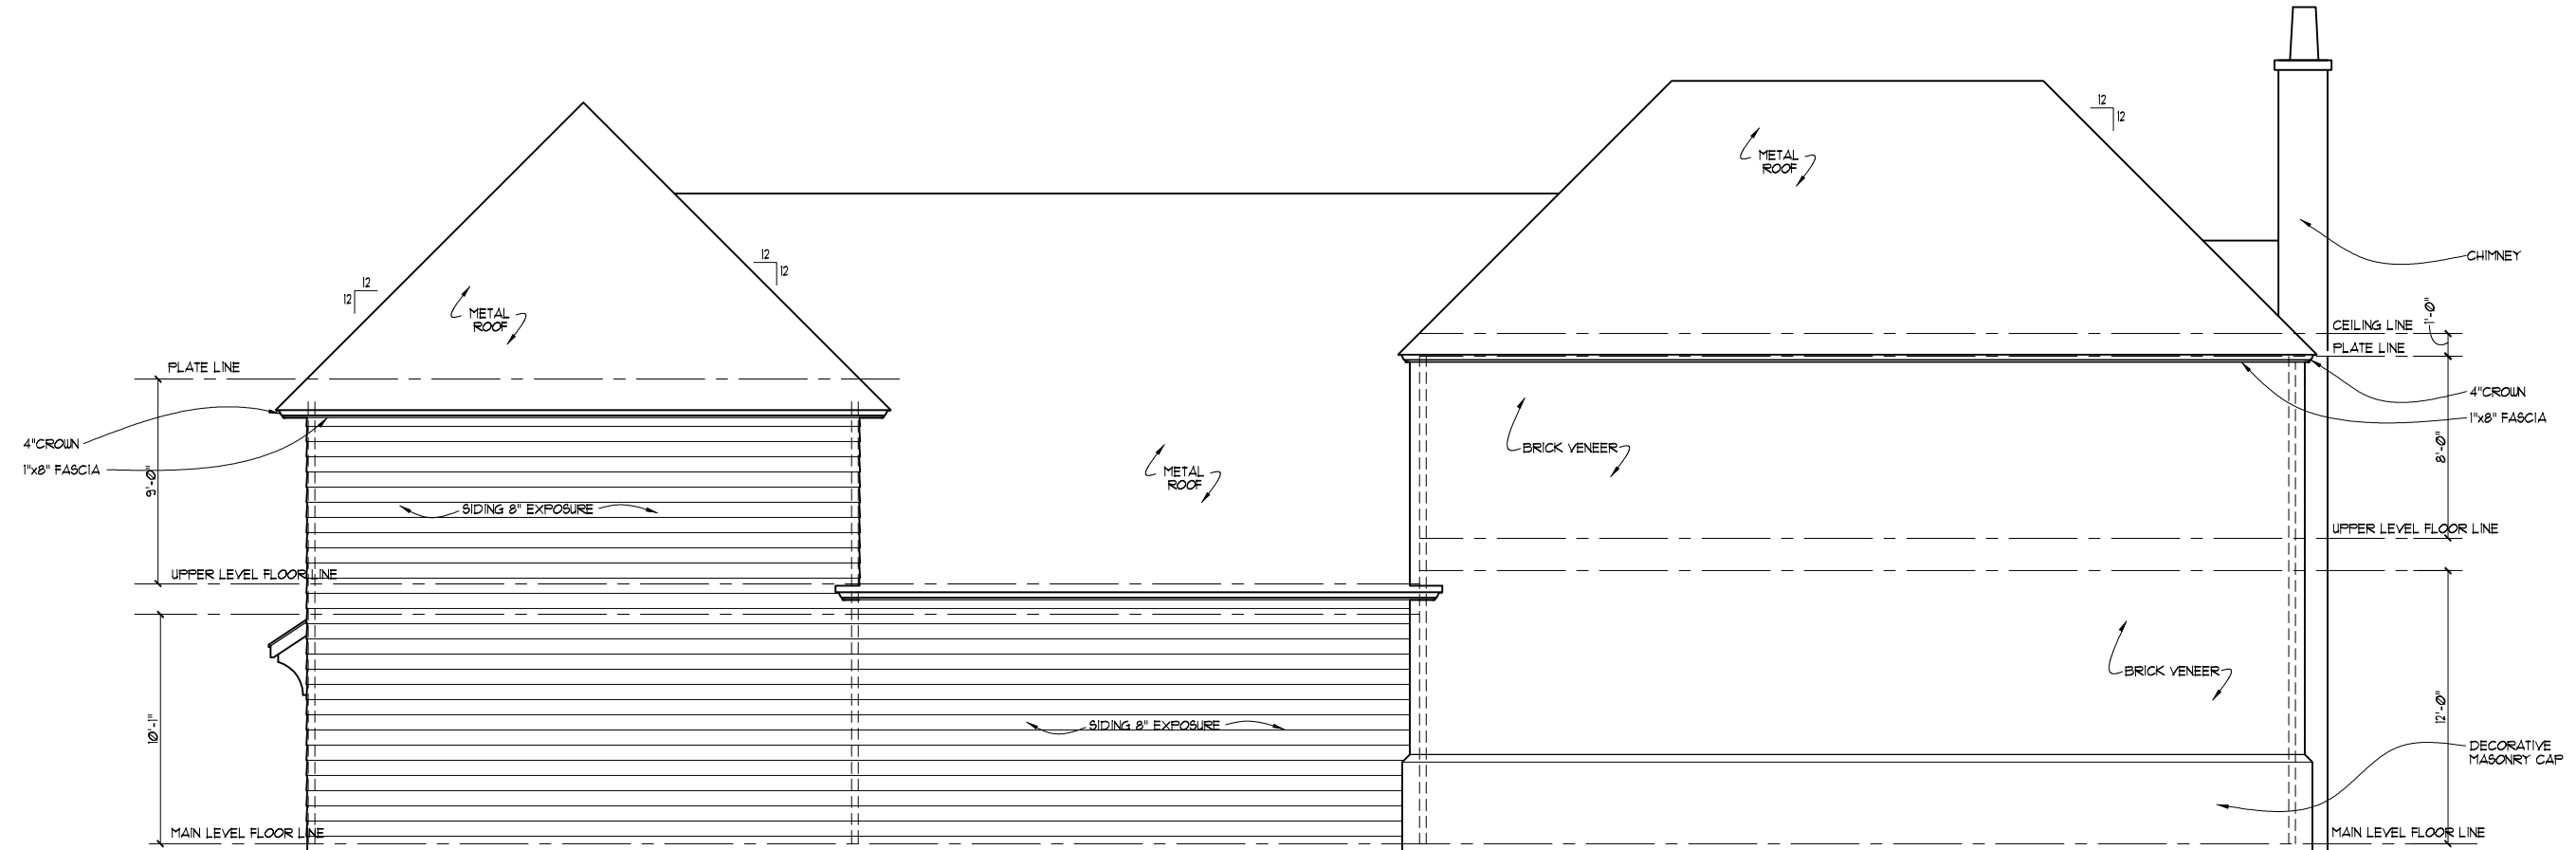 12
12
METAL
ROOF
12
12
12
12
CHIMNEY
METAL
ROOF
1'-0"
CEILING LINE
PLATE LINE
PLATE LINE
4"CROWN
1"x8" FASCIA
4"CROWN
1"x8" FASCIA
9'-0"
8'-0"
BRICK VENEER
METAL
ROOF
SIDING 8" EXPOSURE
UPPER LEVEL FLOOR LINE
UPPER LEVEL FLOOR LINE
BRICK VENEER
10'-1"
SIDING 8" EXPOSURE
12'-0"
DECORATIVE
MASONRY CAP
MAIN LEVEL FLOOR LINE
MAIN LEVEL FLOOR LINE